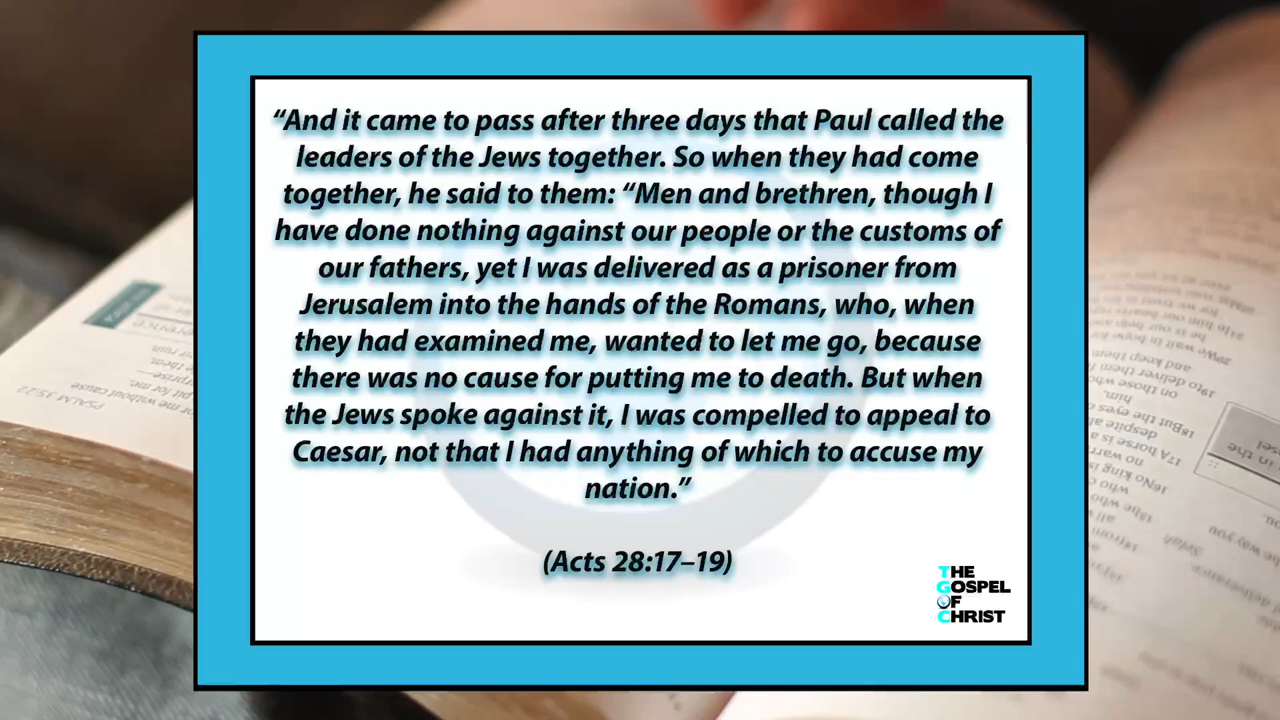 “And it came to pass after three days that Paul called the
leaders of the Jews together. So when they had come
together, he said to them: “Men and brethren, though I
have done nothing against our people or the customs of
our fathers, yet I was delivered as a prisoner from
Jerusalem into the hands of the Romans, who, when
they had examined me, wanted to let me go, because
there was no cause for putting me to death. But when
the Jews spoke against it, I was compelled to appeal to
Caesar, not that I had anything of which to accuse my
nation.”
(Acts 28:17–19)
THE
GOSPEL
OF
CHRIST
PSALM 35:22